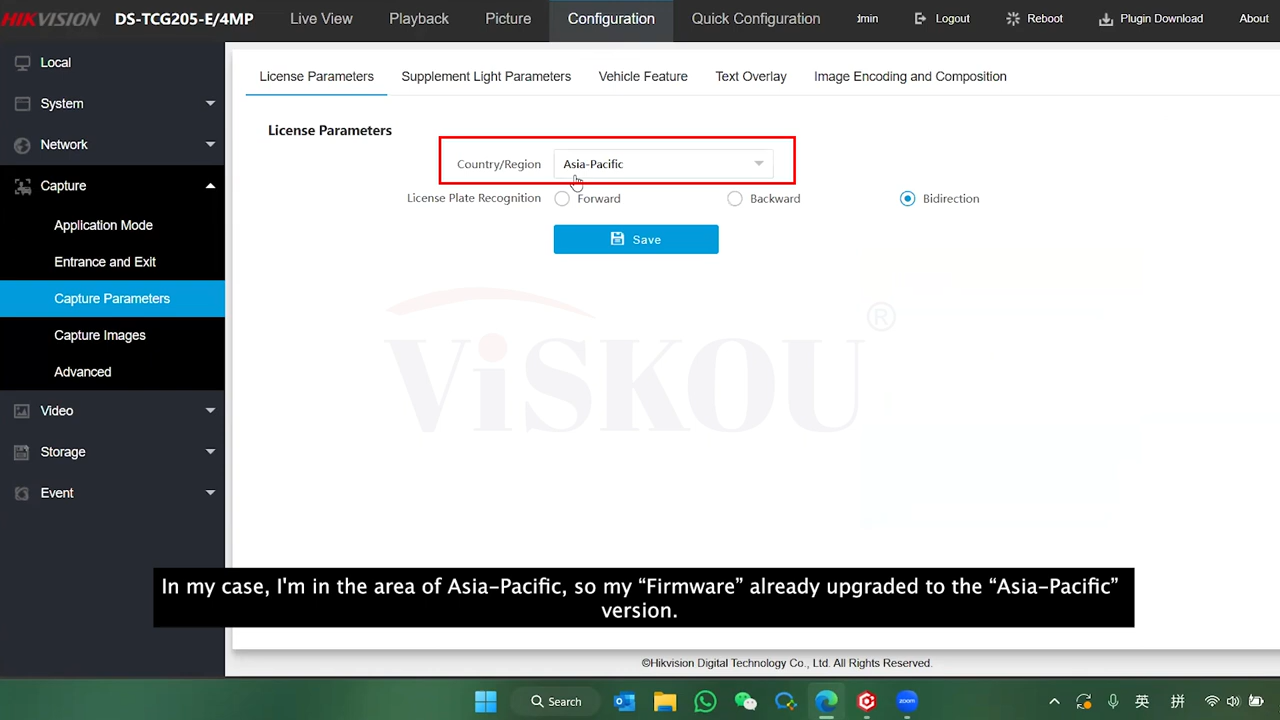 HIKVISION DS-TCG205-E/4MP Live View Playback Picture Configuration Quick Configuration :min Logout Reboot Plugin Download About
Local
System
Network
Capture
Application Mode
Entrance and Exit
Capture Parameters
Capture Images
Advanced
Video
Storage
Event
License Parameters Supplement Light Parameters Vehicle Feature Text Overlay Image Encoding and Composition
License Parameters
Country/Region Asia-Pacific
License Plate Recognition Forward Backward Bidirection
Save
ViSKOU ®
In my case, I'm in the area of Asia-Pacific, so my “Firmware” already upgraded to the “Asia-Pacific”
version.
©Hikvision Digital Technology Co., Ltd. All Rights Reserved.
Search zoom 英 拼